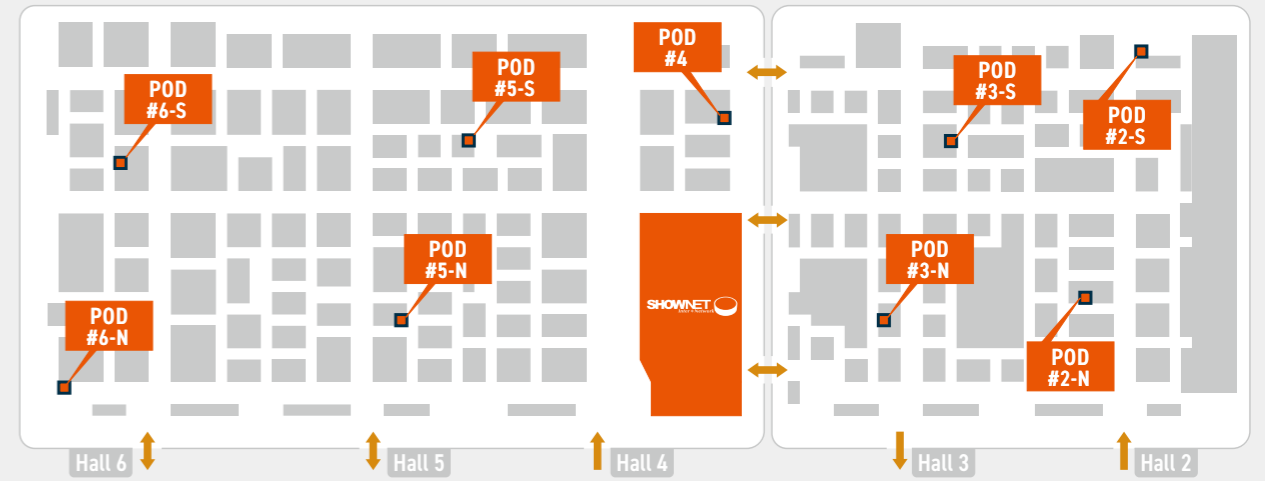 POD
#4
POD
#5-S
POD
#3-S
POD
#6-S
POD
#2-S
POD
#5-N
POD
#3-N
SHOWNET
POD
#6-N
POD
#2-N
Hall 6
Hall 5
Hall 4
Hall 3
Hall 2